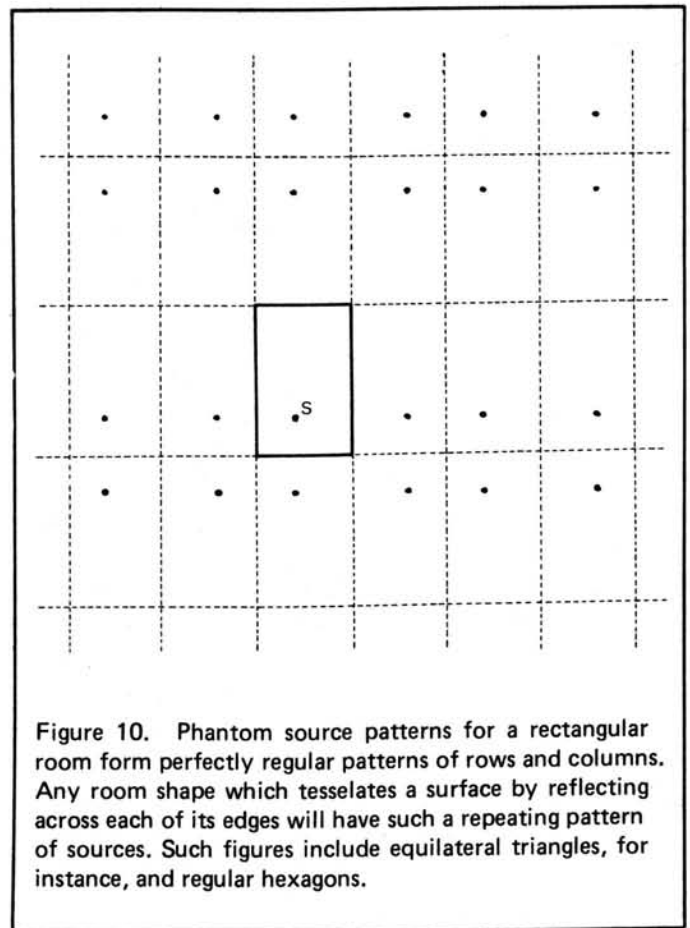 S
Figure 10. Phantom source patterns for a rectangular
room form perfectly regular patterns of rows and columns.
Any room shape which tesselates a surface by reflecting
across each of its edges will have such a repeating pattern
of sources. Such figures include equilateral triangles, for
instance, and regular hexagons.